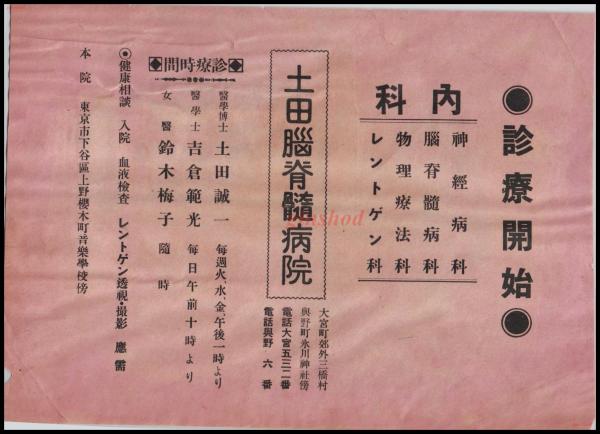 ●診療開始●
内科
神經病科
腦脊髓病科
物理療法科
レントゲン科
大宮町郊外三橋村
與野町氷川神社傍
電話大宮五三二番
電話與野 六 番
土田腦脊髓病院
◆診療時間◆
醫學博士 土田誠一 每週火、水、金、午後一時より
醫學士 吉倉範光 每日午前十時より
女醫 鈴木梅子 隨時
◉健康相談 入院 血液檢査 レントゲン透視・撮影 應需
本院 東京市下谷區上野櫻木町音樂學校傍